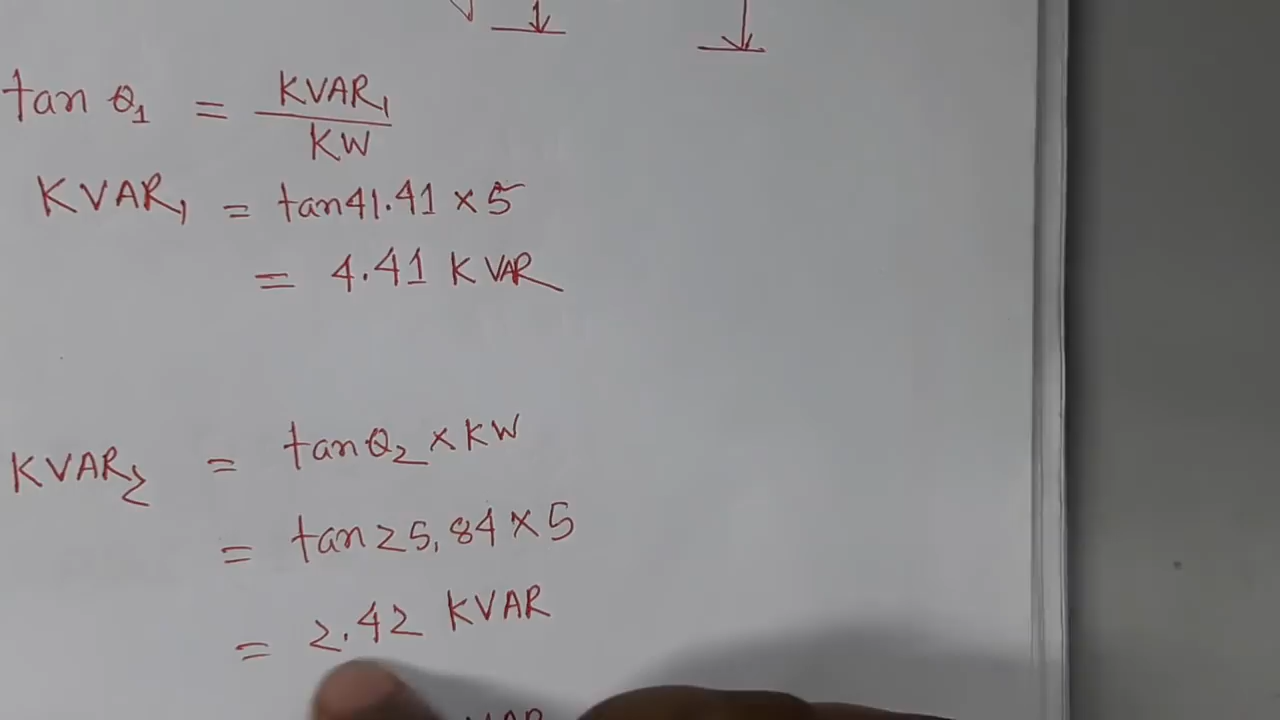 tan θ1 = KVAR1 / KW
KVAR1 = tan41.41 × 5
= 4.41 KVAR
KVAR2 = tanθ2 × KW
= tan25.84 × 5
= 2.42 KVAR